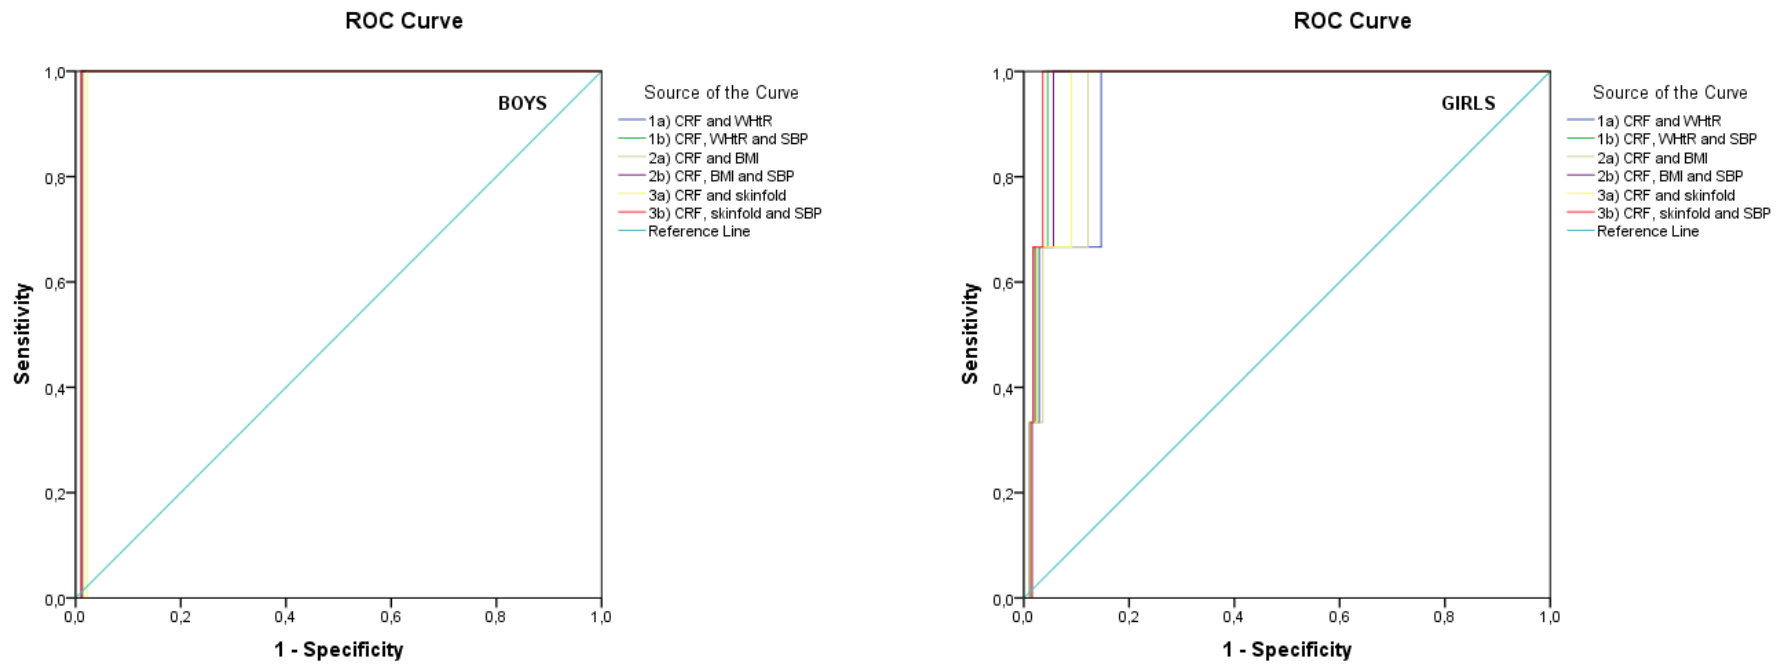 ROC Curve
1,0
0,8
0,6
0,4
0,2
0,0
0,0 0,2 0,4 0,6 0,8 1,0
Sensitivity
1 - Specificity
BOYS
Source of the Curve
1a) CRF and WHtR
1b) CRF, WHtR and SBP
2a) CRF and BMI
2b) CRF, BMI and SBP
3a) CRF and skinfold
3b) CRF, skinfold and SBP
Reference Line
ROC Curve
1,0
0,8
0,6
0,4
0,2
0,0
0,0 0,2 0,4 0,6 0,8 1,0
Sensitivity
1 - Specificity
GIRLS
Source of the Curve
1a) CRF and WHtR
1b) CRF, WHtR and SBP
2a) CRF and BMI
2b) CRF, BMI and SBP
3a) CRF and skinfold
3b) CRF, skinfold and SBP
Reference Line